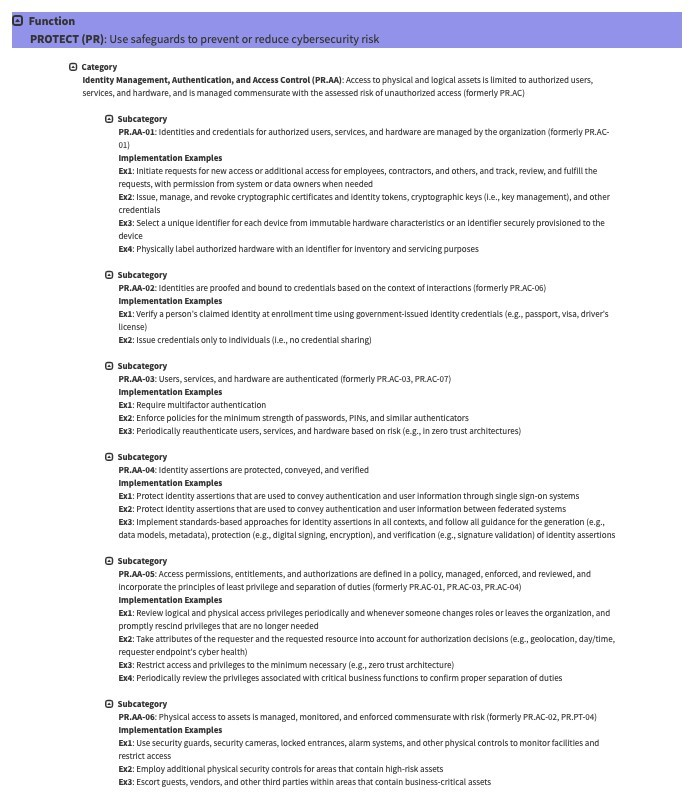 Function
PROTECT (PR): Use safeguards to prevent or reduce cybersecurity risk
Category
Identity Management, Authentication, and Access Control (PR.AA): Access to physical and logical assets is limited to authorized users,
services, and hardware, and is managed commensurate with the assessed risk of unauthorized access (formerly PR.AC)
Subcategory
PR.AA-01: Identities and credentials for authorized users, services, and hardware are managed by the organization (formerly PR.AC-
01)
Implementation Examples
Ex1: Initiate requests for new access or additional access for employees, contractors, and others, and track, review, and fulfill the
requests, with permission from system or data owners when needed
Ex2: Issue, manage, and revoke cryptographic certificates and identity tokens, cryptographic keys (i.e., key management), and other
credentials
Ex3: Select a unique identifier for each device from immutable hardware characteristics or an identifier securely provisioned to the
device
Ex4: Physically label authorized hardware with an identifier for inventory and servicing purposes
Subcategory
PR.AA-02: Identities are proofed and bound to credentials based on the context of interactions (formerly PR.AC-06)
Implementation Examples
Ex1: Verify a person's claimed identity at enrollment time using government-issued identity credentials (e.g., passport, visa, driver's
license)
Ex2: Issue credentials only to individuals (i.e., no credential sharing)
Subcategory
PR.AA-03: Users, services, and hardware are authenticated (formerly PR.AC-03, PR.AC-07)
Implementation Examples
Ex1: Require multifactor authentication
Ex2: Enforce policies for the minimum strength of passwords, PINs, and similar authenticators
Ex3: Periodically reauthenticate users, services, and hardware based on risk (e.g., in zero trust architectures)
Subcategory
PR.AA-04: Identity assertions are protected, conveyed, and verified
Implementation Examples
Ex1: Protect identity assertions that are used to convey authentication and user information through single sign-on systems
Ex2: Protect identity assertions that are used to convey authentication and user information between federated systems
Ex3: Implement standards-based approaches for identity assertions in all contexts, and follow all guidance for the generation (e.g.,
data models, metadata), protection (e.g., digital signing, encryption), and verification (e.g., signature validation) of identity assertions
Subcategory
PR.AA-05: Access permissions, entitlements, and authorizations are defined in a policy, managed, enforced, and reviewed, and
incorporate the principles of least privilege and separation of duties (formerly PR.AC-01, PR.AC-03, PR.AC-04)
Implementation Examples
Ex1: Review logical and physical access privileges periodically and whenever someone changes roles or leaves the organization, and
promptly rescind privileges that are no longer needed
Ex2: Take attributes of the requester and the requested resource into account for authorization decisions (e.g., geolocation, day/time,
requester endpoint's cyber health)
Ex3: Restrict access and privileges to the minimum necessary (e.g., zero trust architecture)
Ex4: Periodically review the privileges associated with critical business functions to confirm proper separation of duties
Subcategory
PR.AA-06: Physical access to assets is managed, monitored, and enforced commensurate with risk (formerly PR.AC-02, PR.PT-04)
Implementation Examples
Ex1: Use security guards, security cameras, locked entrances, alarm systems, and other physical controls to monitor facilities and
restrict access
Ex2: Employ additional physical security controls for areas that contain high-risk assets
Ex3: Escort guests, vendors, and other third parties within areas that contain business-critical assets